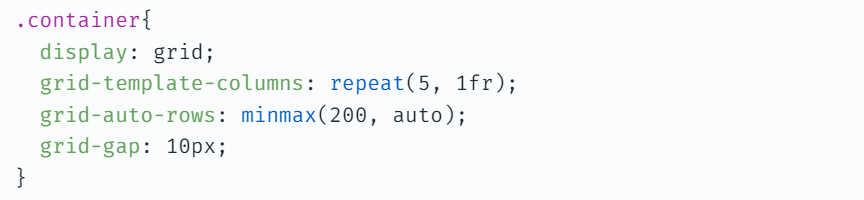 .container{
  display: grid;
  grid-template-columns: repeat(5, 1fr);
  grid-auto-rows: minmax(200, auto);
  grid-gap: 10px;
}